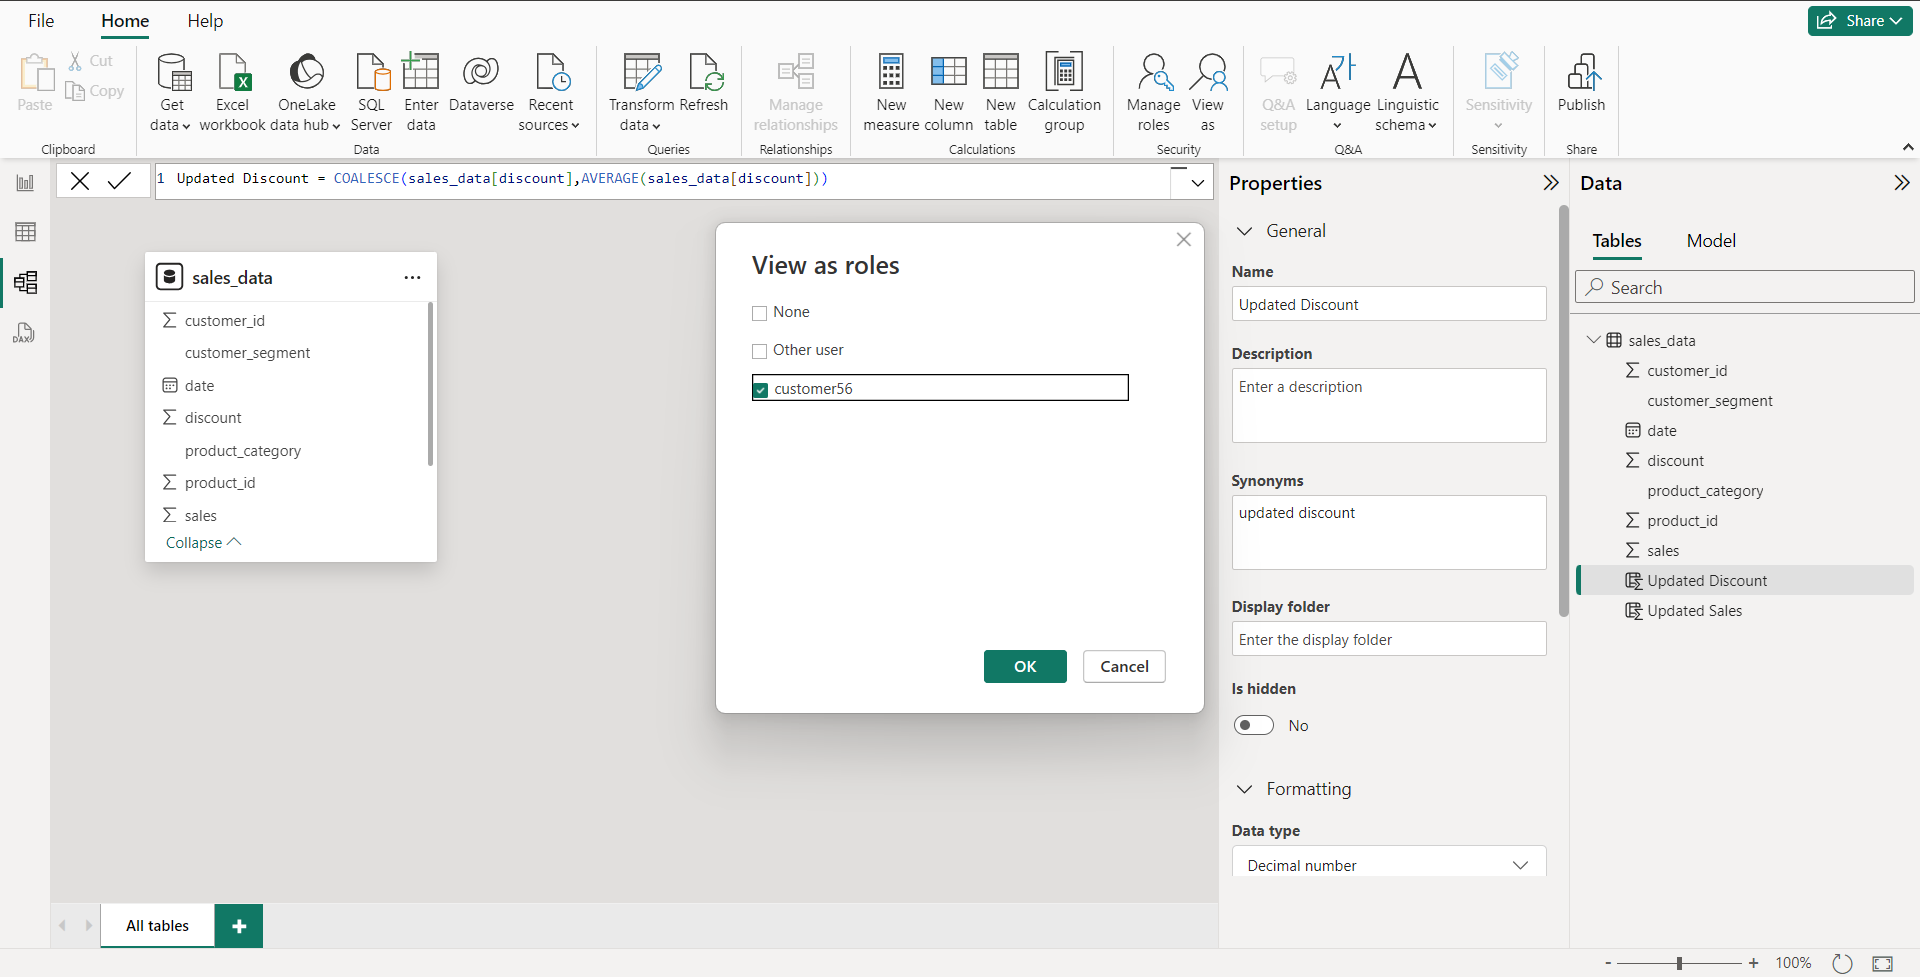 File
Home
Help
Share
Paste
Cut
Copy
Clipboard
Get data
Excel workbook
OneLake data hub
SQL Server
Enter data
Dataverse
Recent sources
Data
Transform data
Refresh
Queries
Manage relationships
Relationships
New measure
New column
New table
Calculation group
Calculations
Manage roles
View as
Security
Q&A setup
Language
Linguistic schema
Q&A
Sensitivity
Sensitivity
Publish
Share
1 Updated Discount = COALESCE(sales_data[discount],AVERAGE(sales_data[discount]))
DAX
sales_data
customer_id
customer_segment
date
discount
product_category
product_id
sales
Collapse
View as roles
None
Other user
customer56
OK
Cancel
Properties
General
Name
Updated Discount
Description
Enter a description
Synonyms
updated discount
Display folder
Enter the display folder
Is hidden
No
Formatting
Data type
Decimal number
Data
Tables
Model
Search
sales_data
customer_id
customer_segment
date
discount
product_category
product_id
sales
Updated Discount
Updated Sales
All tables
+
- + 100%